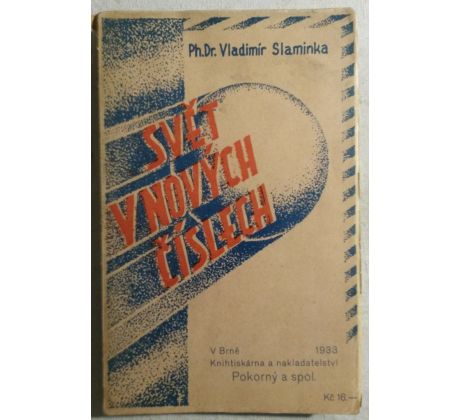 Ph.Dr. Vladimír Slaminka
SVĚT
V NOVÝCH
ČÍSLECH
V Brně 1933
Knihtiskárna a nakladatelství
Pokorný a spol.
Kč 16.—